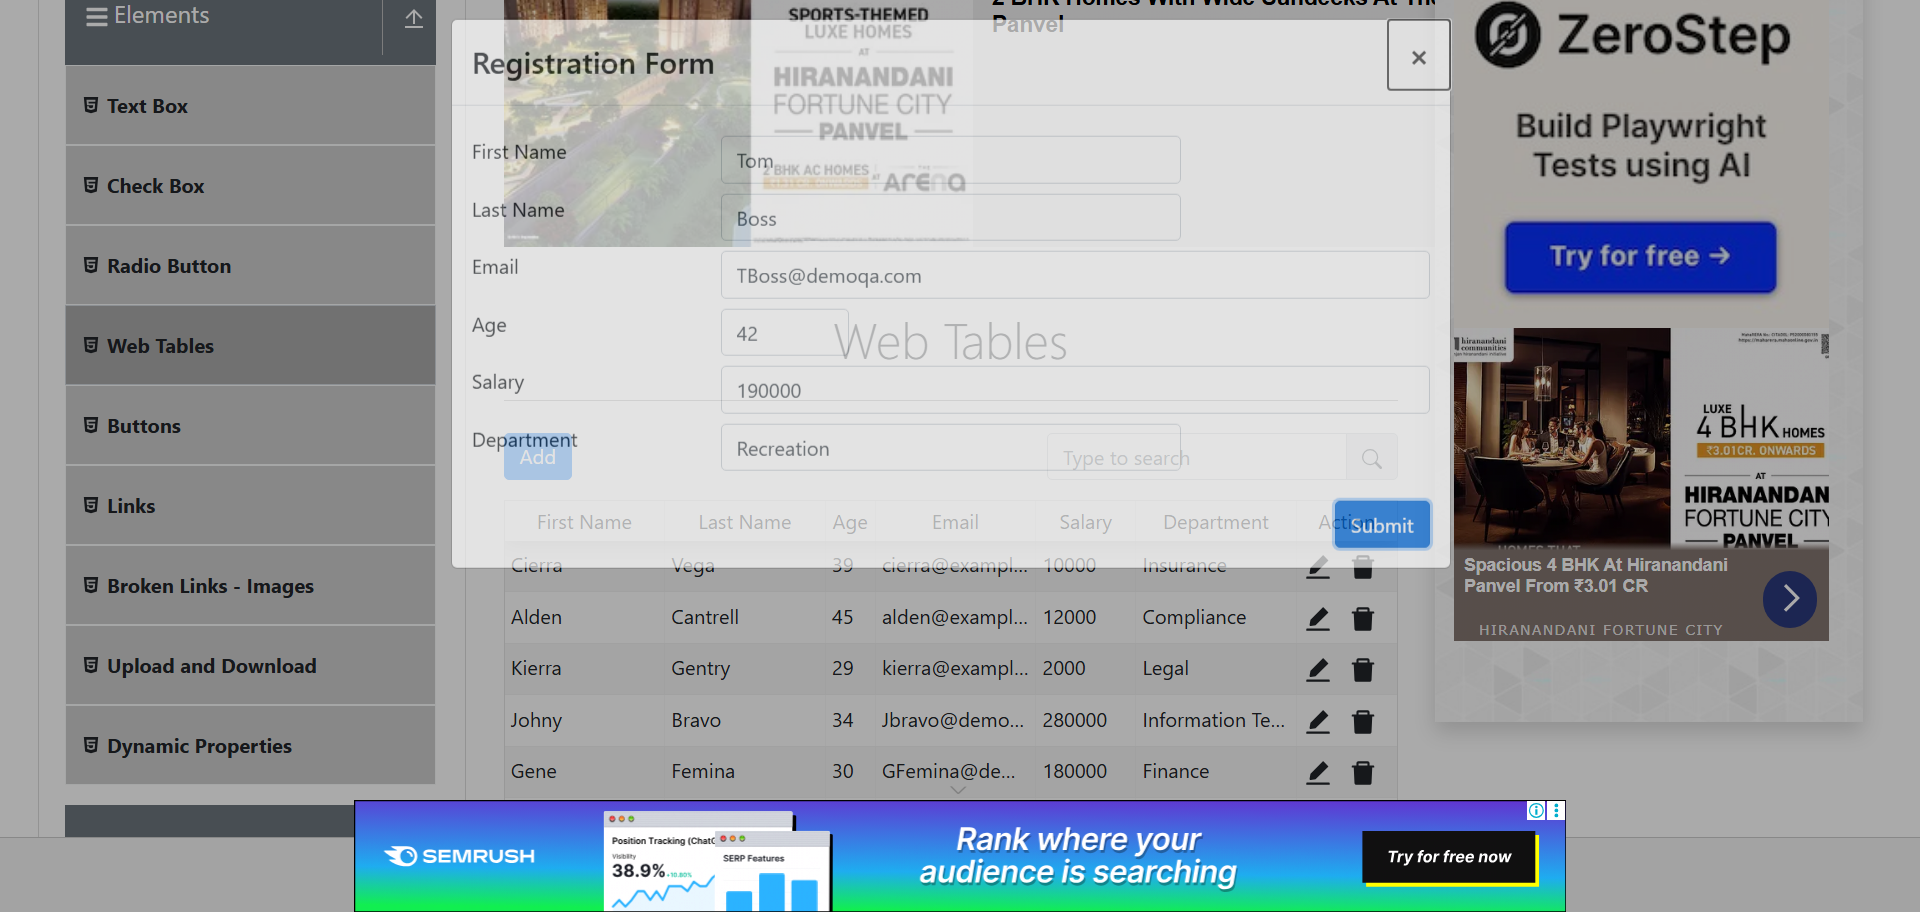 Elements
Text Box
Check Box
Radio Button
Web Tables
Buttons
Links
Broken Links - Images
Upload and Download
Dynamic Properties
Panvel
SPORTS-THEMED
LUXE HOMES
AT
HIRANANDANI
FORTUNE CITY
PANVEL
2 BHK AC HOMES AT
ARENA
Registration Form
×
First Name
Tom
Last Name
Boss
Email
TBoss@demoqa.com
Age
42
Web Tables
Salary
190000
Department
Recreation
Add
Type to search
Submit
First Name Last Name Age Email Salary Department Action
Cierra Vega 39 cierra@exampl... 10000 Insurance
Alden Cantrell 45 alden@exampl... 12000 Compliance
Kierra Gentry 29 kierra@exampl... 2000 Legal
Johny Bravo 34 Jbravo@demo... 280000 Information Te...
Gene Femina 30 GFemina@de... 180000 Finance
ZeroStep
Build Playwright
Tests using AI
Try for free →
hiranandani
communities
LUXE
4 BHK HOMES
₹3.01CR. ONWARDS
AT
HIRANANDAN
FORTUNE CITY
PANVEL
Spacious 4 BHK At Hiranandani
Panvel From ₹3.01 CR
HIRANANDANI FORTUNE CITY
SEMRUSH
Position Tracking (Chat
Visibility
38.9% +10.80%
SERP Features
Rank where your
audience is searching
Try for free now